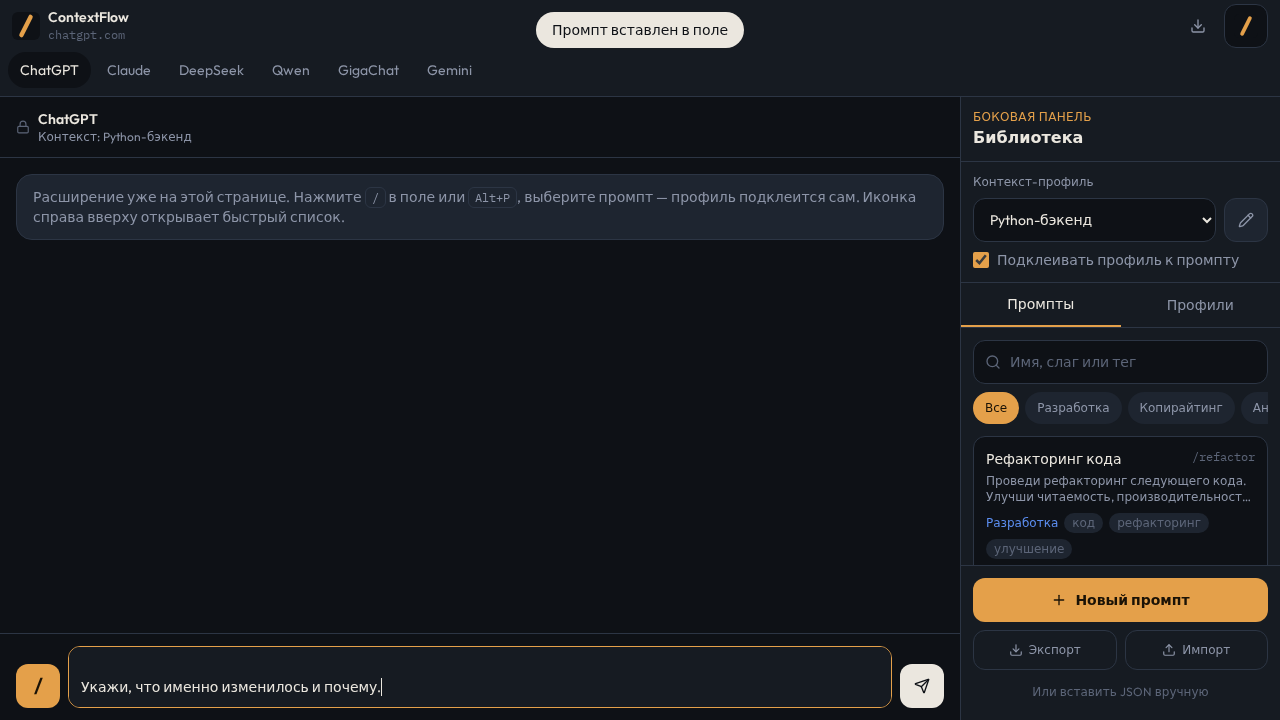 ContextFlow
chatgpt.com
Промпт вставлен в поле
ChatGPT
Claude
DeepSeek
Qwen
GigaChat
Gemini
ChatGPT
Контекст: Python-бэкенд
Расширение уже на этой странице. Нажмите / в поле или Alt+P, выберите промпт — профиль подклеится сам. Иконка
справа вверху открывает быстрый список.
/
Укажи, что именно изменилось и почему.
БОКОВАЯ ПАНЕЛЬ
Библиотека
Контекст-профиль
Python-бэкенд
Подклеивать профиль к промпту
Промпты
Профили
Имя, слаг или тег
Все
Разработка
Копирайтинг
Ан
Рефакторинг кода
/refactor
Проведи рефакторинг следующего кода.
Улучши читаемость, производительност…
Разработка
код
рефакторинг
улучшение
Новый промпт
Экспорт
Импорт
Или вставить JSON вручную